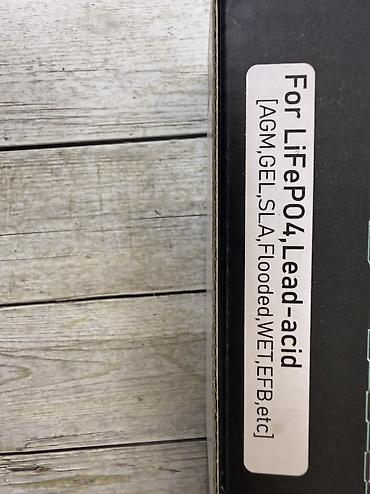 For LiFePO4,Lead-acid
[AGM,GEL,SLA,Flooded,WET,EFB,etc]